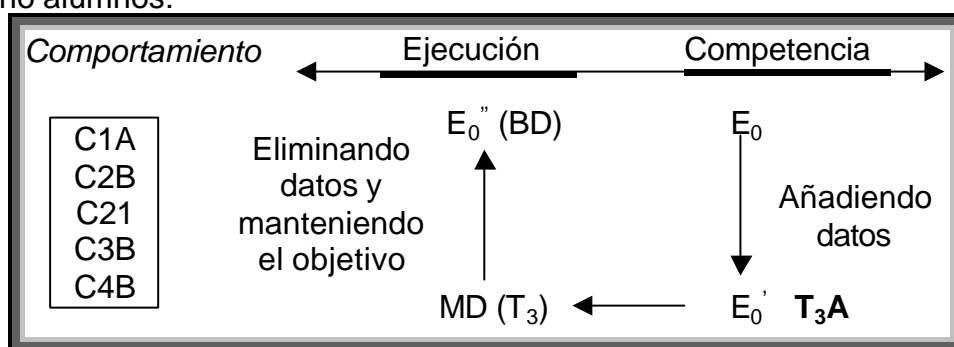 no alumnos.
Comportamiento
Ejecución
Competencia
C1A
C2B
C21
C3B
C4B
Eliminando
datos y
manteniendo
el objetivo
E₀” (BD)
MD (T₃)
E₀
Añadiendo
datos
E₀’ T₃A